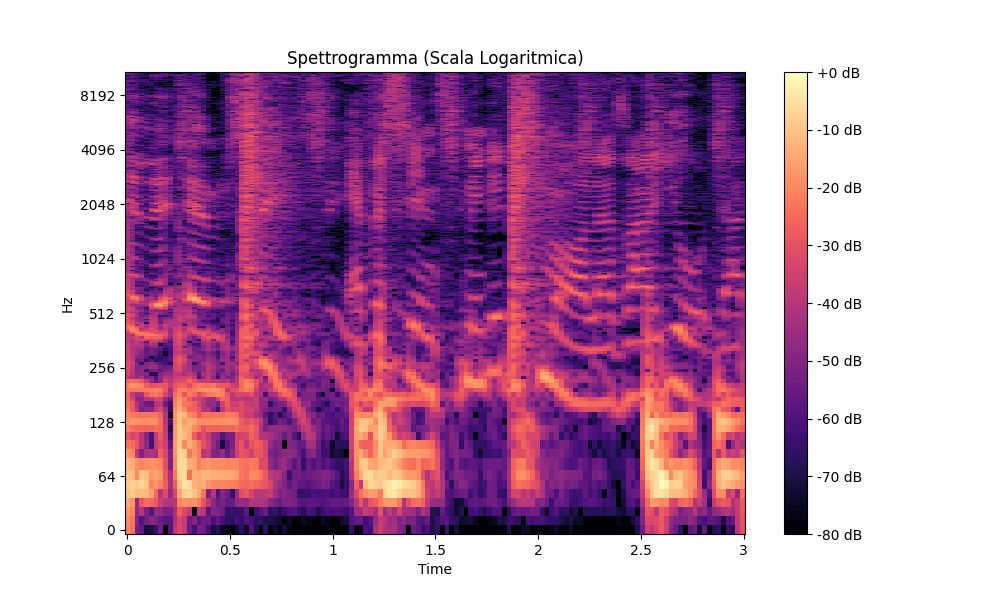 Spettrogramma (Scala Logaritmica)
Hz
8192
4096
2048
1024
512
256
128
64
0
0 0.5 1 1.5 2 2.5 3
Time
+0 dB
-10 dB
-20 dB
-30 dB
-40 dB
-50 dB
-60 dB
-70 dB
-80 dB